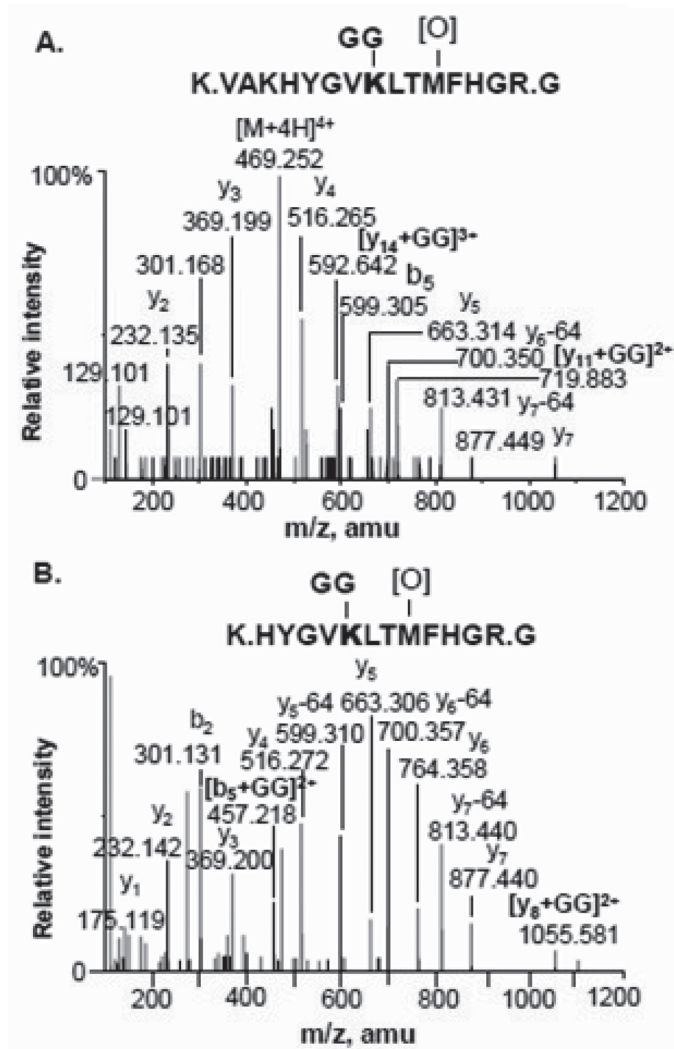 A.
GG [O]
K.VAKHYGVKLTMFHGR.G
[M+4H]4+
469.252
100%
y3
369.199
y4
516.265
[y14+GG]3+
592.642
301.168
b5
599.305
y2
232.135
y5
663.314
y6-64
700.350
[y11+GG]2+
719.883
129.101
813.431
y7-64
129.101
877.449
y7
Relative intensity
0
200 400 600 800 1000 1200
m/z, amu
B.
GG [O]
K.HYGVKLTMFHGR.G
100%
y5
663.306
y5-64
599.310
y6-64
700.357
b2
301.131
y4
516.272
y6
764.358
[b5+GG]2+
457.218
y7-64
813.440
y2
232.142
y3
369.200
y7
877.440
y1
175.119
[y8+GG]2+
1055.581
Relative intensity
0
200 400 600 800 1000 1200
m/z, amu